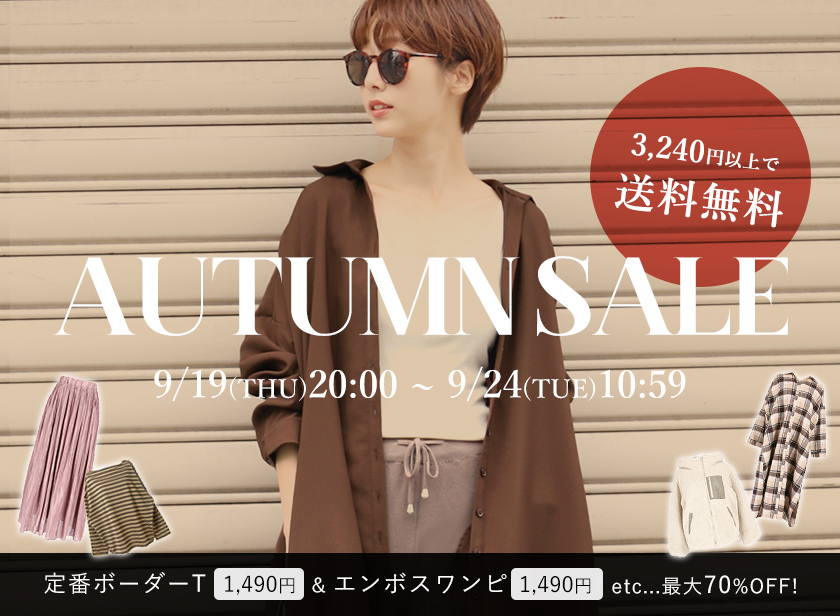 3,240円以上で
送料無料
AUTUMN SALE
9/19(THU)20:00 ~ 9/24(TUE)10:59
定番ボーダーT 1,490円 & エンボスワンピ 1,490円 etc...最大70%OFF!